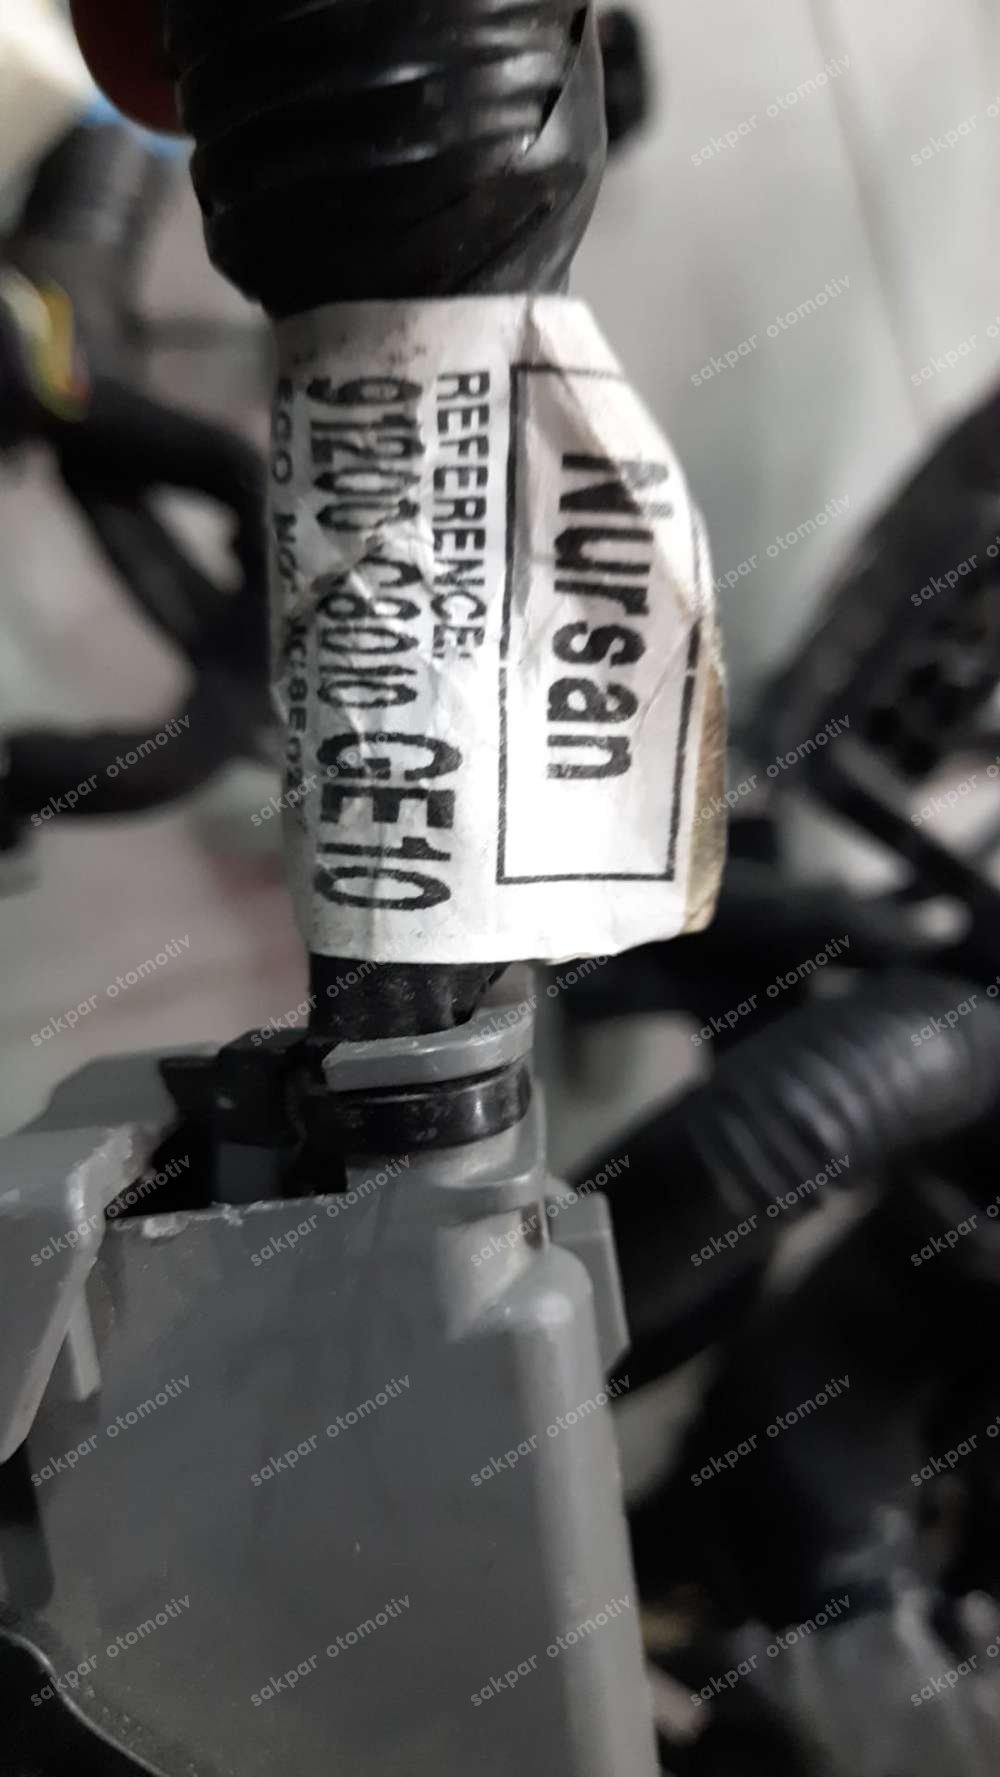 Nursan
REFERENCE:
91200-C8010 GE10
sakpar otomotiv